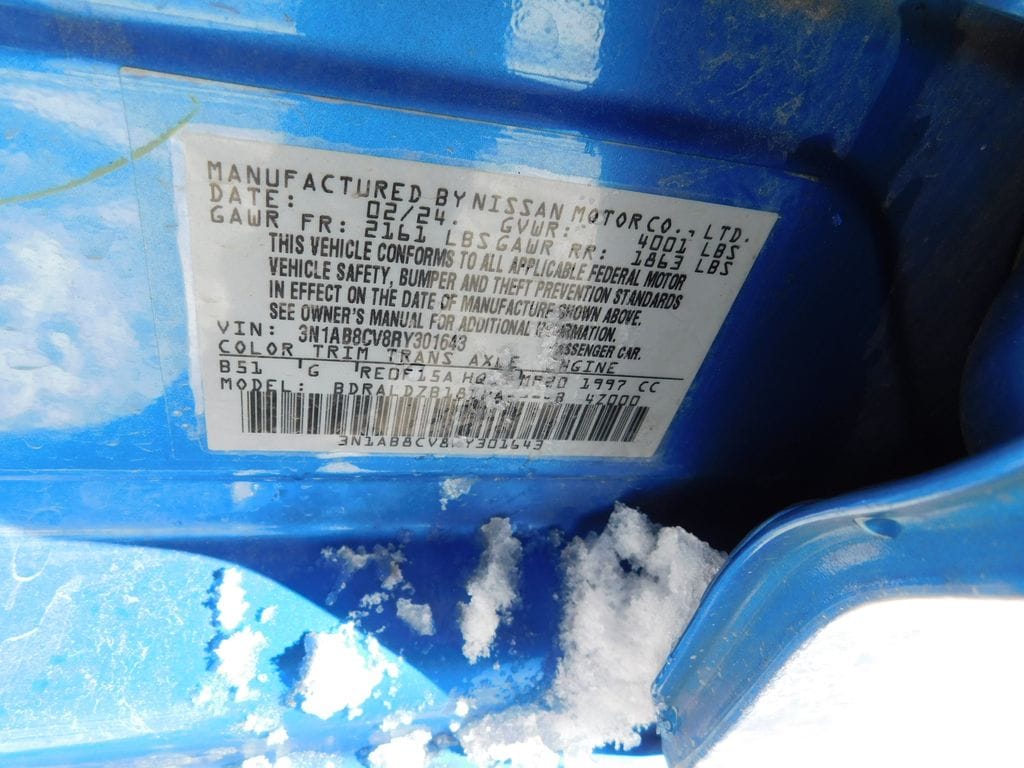 MANUFACTURED BY NISSAN MOTOR CO., LTD.
DATE: 02/24. GVWR: 4001 LBS
GAWR FR: 2161 LBS GAWR RR: 1863 LBS
THIS VEHICLE CONFORMS TO ALL APPLICABLE FEDERAL MOTOR
VEHICLE SAFETY, BUMPER AND THEFT PREVENTION STANDARDS
IN EFFECT ON THE DATE OF MANUFACTURE SHOWN ABOVE.
SEE OWNER'S MANUAL FOR ADDITIONAL
VIN: 3N1AB8CV8RY301643 CAR.
COLOR TRIM TRANS AXLE
B51 G RE0F15A 1997 CC
MODEL: 47000